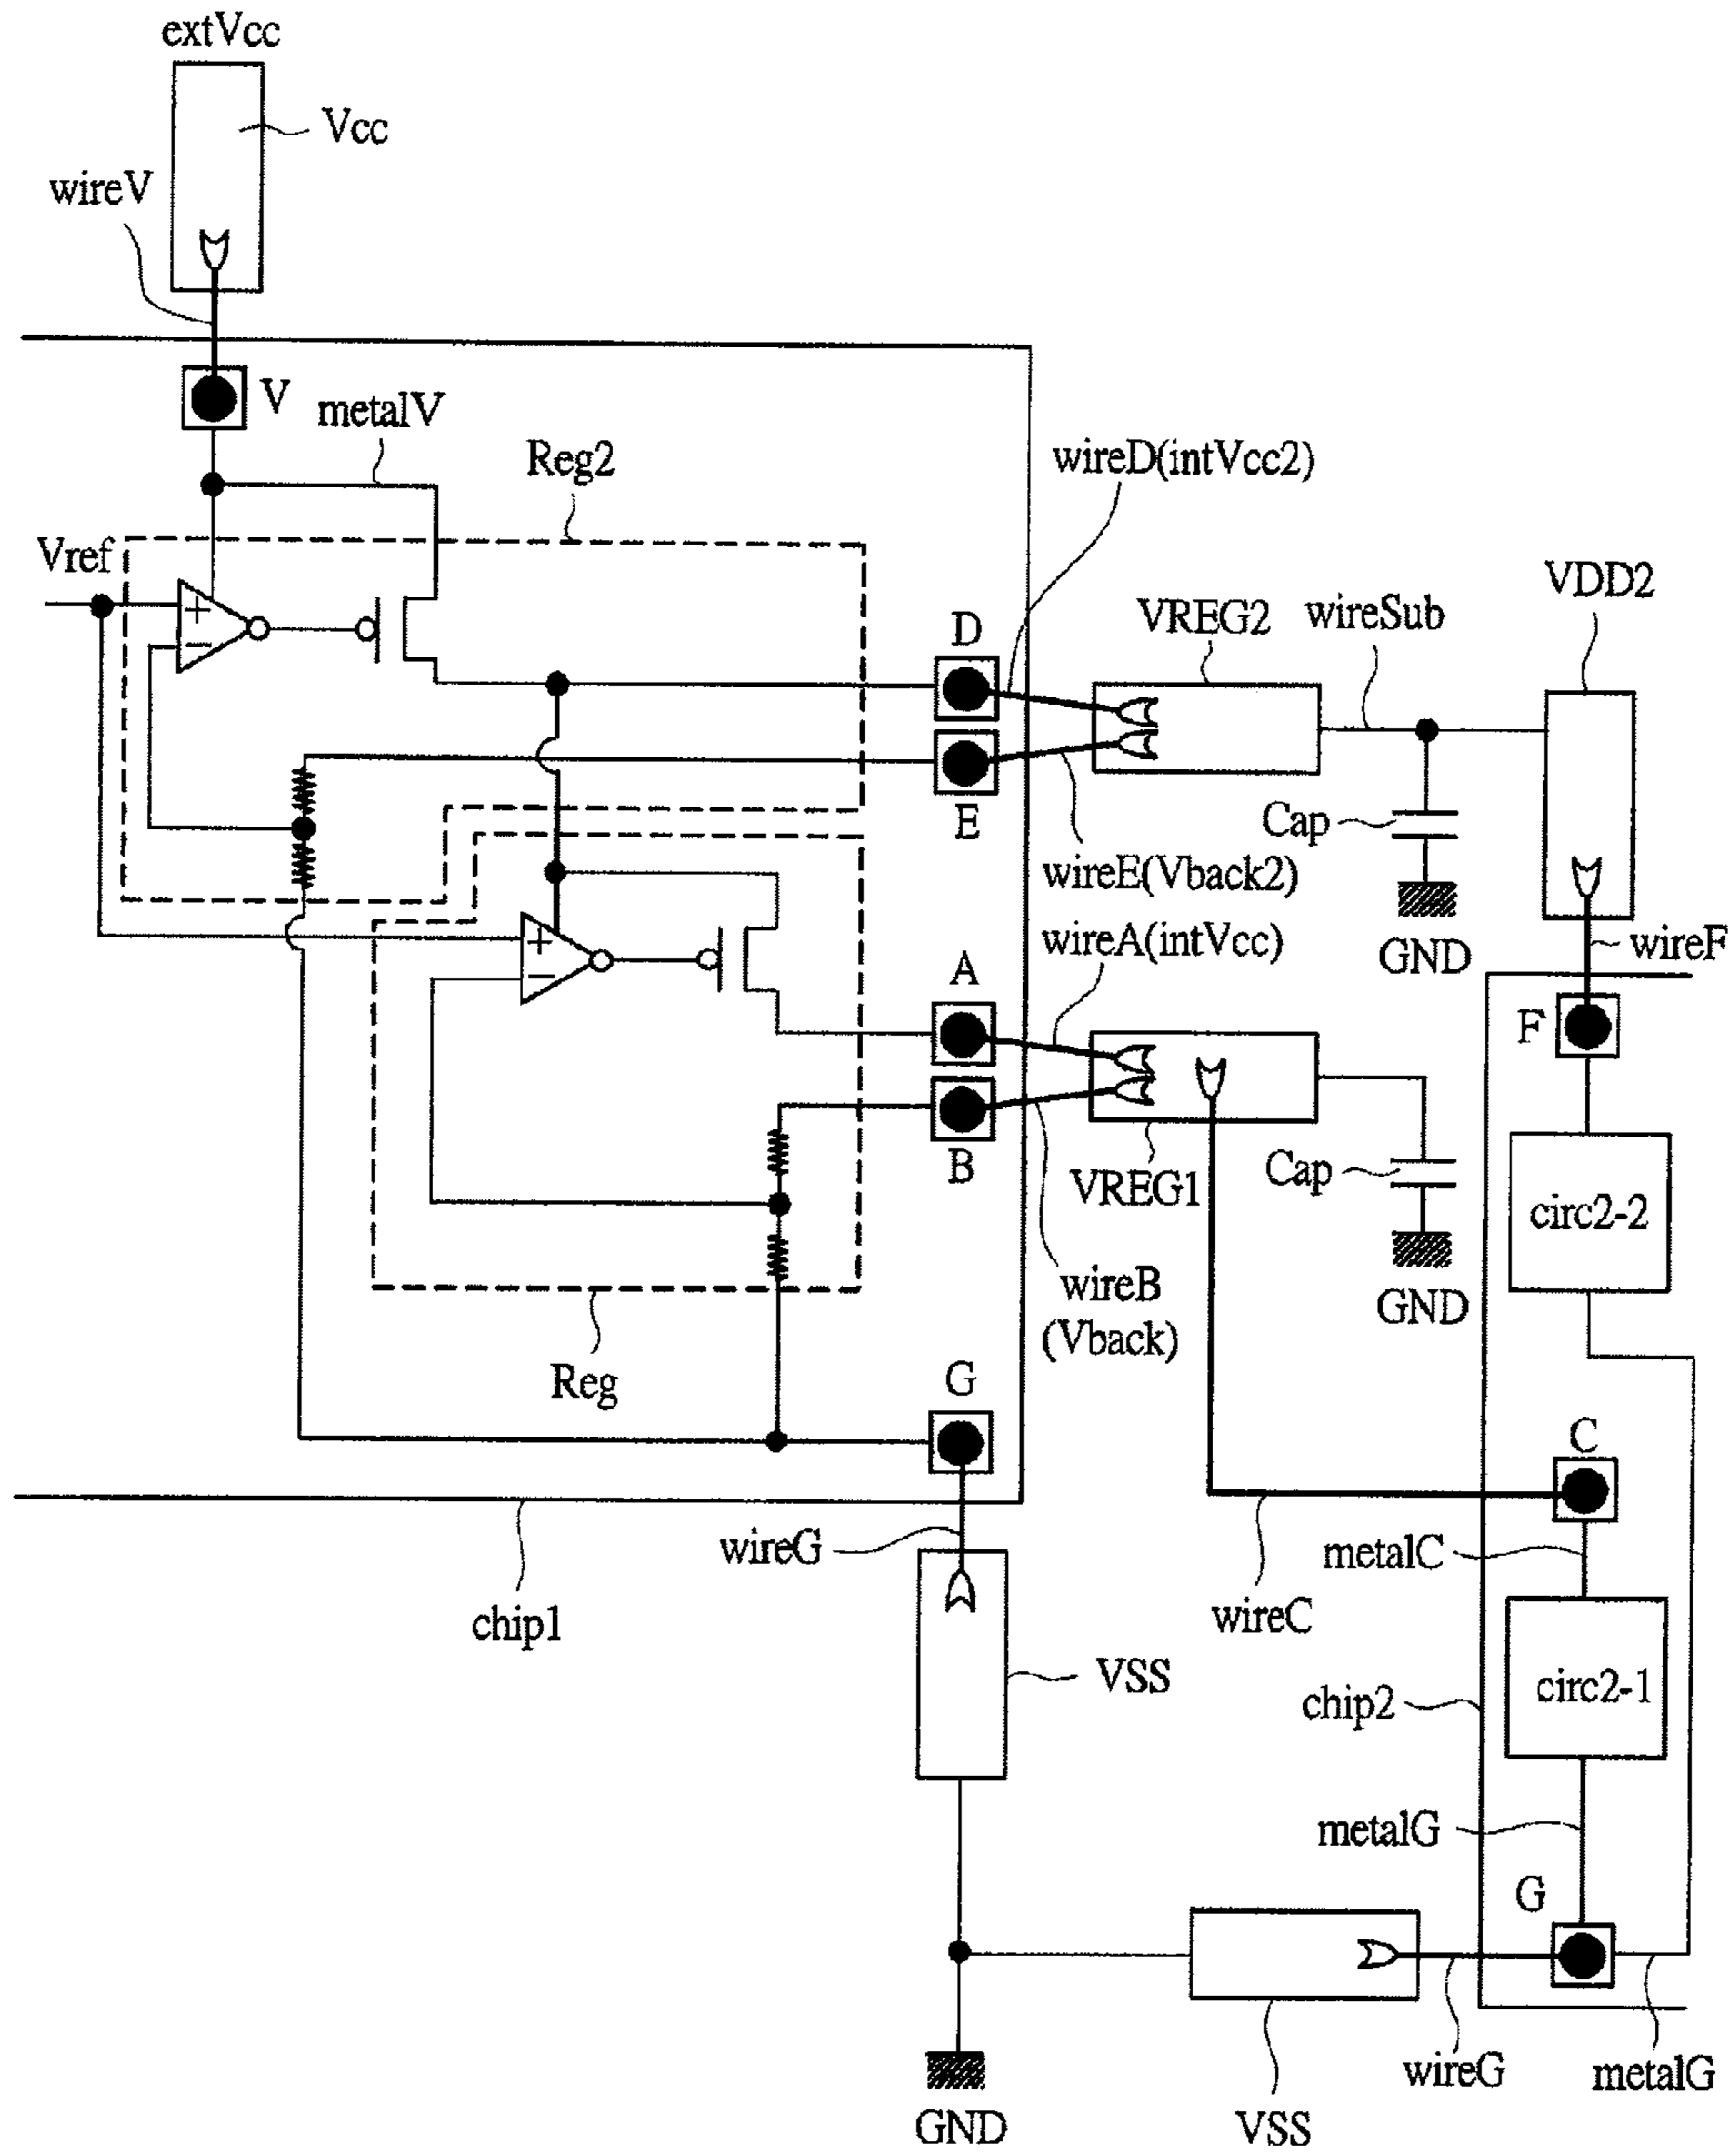 extVcc
Vcc
wireV
V
metalV
Reg2
wireD(intVcc2)
Vref
+
−
D
VREG2
wireSub
VDD2
E
Cap
wireE(Vback2)
GND
wireF
wireA(intVcc)
+
−
A
F
B
VREG1
Cap
circ2-2
wireB
(Vback)
GND
Reg
G
C
wireG
metalC
chip1
wireC
VSS
circ2-1
chip2
metalG
G
wireG
metalG
GND
VSS